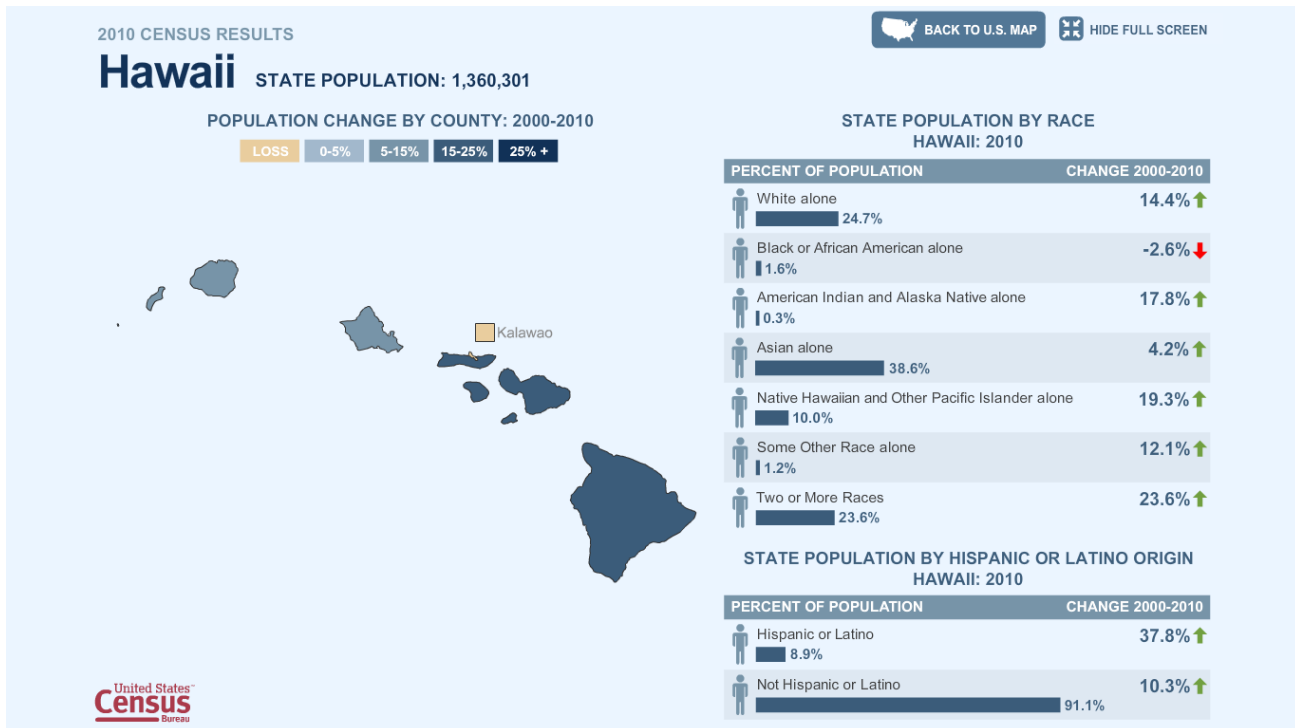 2010 CENSUS RESULTS
Hawaii STATE POPULATION: 1,360,301
BACK TO U.S. MAP
HIDE FULL SCREEN
POPULATION CHANGE BY COUNTY: 2000-2010
LOSS 0-5% 5-15% 15-25% 25% +
Kalawao
STATE POPULATION BY RACE
HAWAII: 2010
PERCENT OF POPULATION CHANGE 2000-2010
White alone 14.4%
24.7%
Black or African American alone -2.6%
1.6%
American Indian and Alaska Native alone 17.8%
0.3%
Asian alone 4.2%
38.6%
Native Hawaiian and Other Pacific Islander alone 19.3%
10.0%
Some Other Race alone 12.1%
1.2%
Two or More Races 23.6%
23.6%
STATE POPULATION BY HISPANIC OR LATINO ORIGIN
HAWAII: 2010
PERCENT OF POPULATION CHANGE 2000-2010
Hispanic or Latino 37.8%
8.9%
Not Hispanic or Latino 10.3%
91.1%
United States™
Census
Bureau